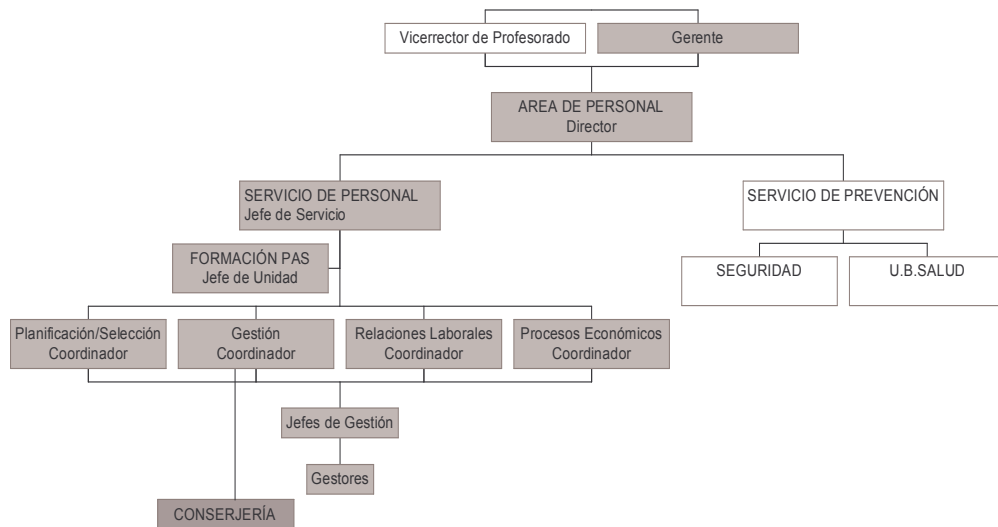 Vicerrector de Profesorado
Gerente
AREA DE PERSONAL
Director
SERVICIO DE PERSONAL
Jefe de Servicio
SERVICIO DE PREVENCIÓN
FORMACIÓN PAS
Jefe de Unidad
SEGURIDAD
U.B.SALUD
Planificación/Selección
Coordinador
Gestión
Coordinador
Relaciones Laborales
Coordinador
Procesos Económicos
Coordinador
Jefes de Gestión
Gestores
CONSERJERÍA